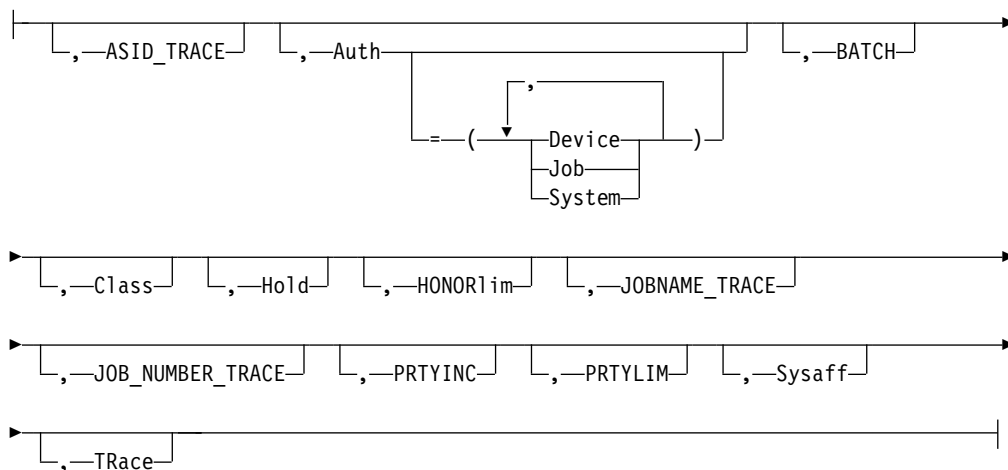 ,—ASID_TRACE ,—Auth ,—BATCH
,
=—( Device )
Job
System
,—Class ,—Hold ,—HONORlim ,—JOBNAME_TRACE
,—JOB_NUMBER_TRACE ,—PRTYINC ,—PRTYLIM ,—Sysaff
,—TRace